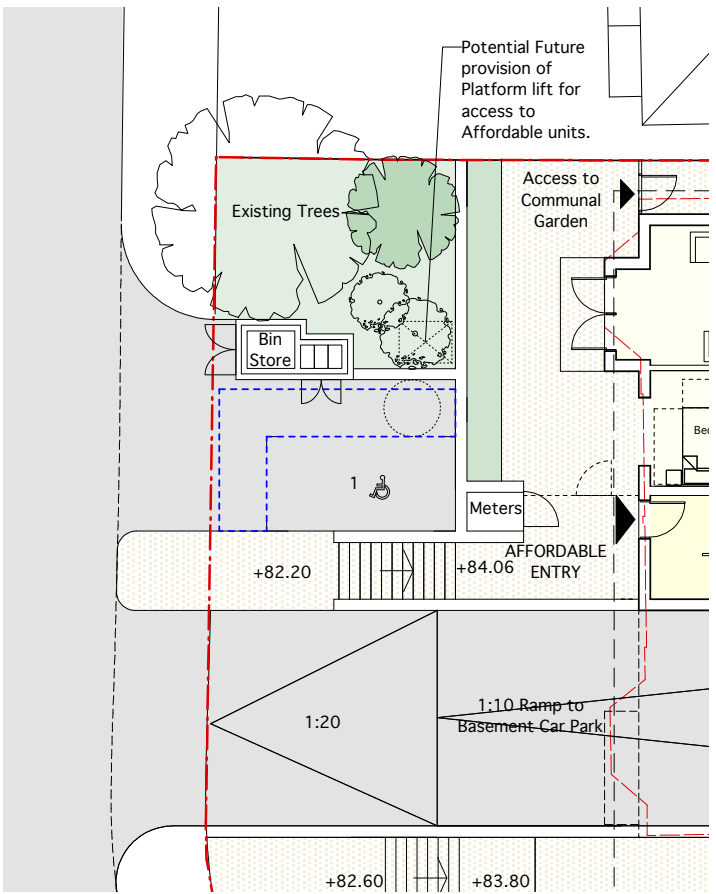 Potential Future
provision of
Platform lift for
access to
Affordable units.
Access to
Communal
Garden
Existing Trees
Bin
Store
Bed
1
Meters
AFFORDABLE
ENTRY
+82.20
+84.06
1:20
1:10 Ramp to
Basement Car Park
+82.60
+83.80